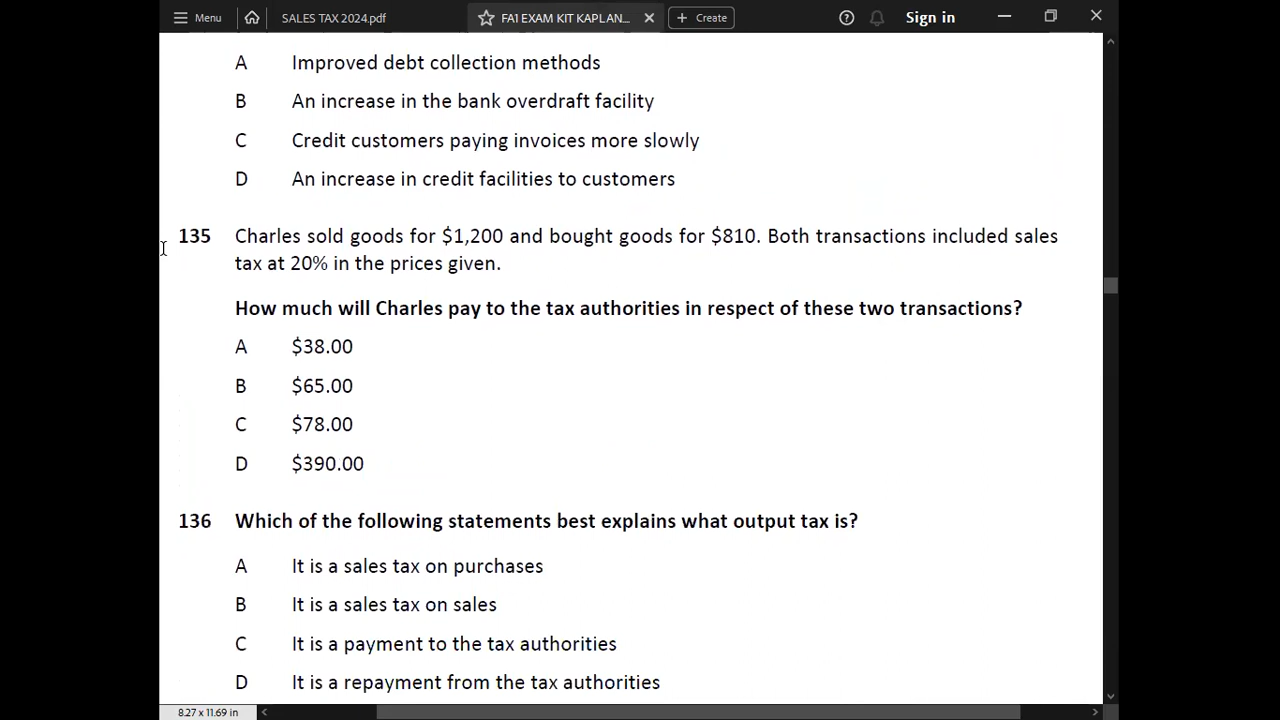 Menu SALES TAX 2024.pdf FA1 EXAM KIT KAPLAN... Create Sign in
A Improved debt collection methods
B An increase in the bank overdraft facility
C Credit customers paying invoices more slowly
D An increase in credit facilities to customers
135 Charles sold goods for $1,200 and bought goods for $810. Both transactions included sales
tax at 20% in the prices given.
How much will Charles pay to the tax authorities in respect of these two transactions?
A $38.00
B $65.00
C $78.00
D $390.00
136 Which of the following statements best explains what output tax is?
A It is a sales tax on purchases
B It is a sales tax on sales
C It is a payment to the tax authorities
D It is a repayment from the tax authorities
8.27 x 11.69 in